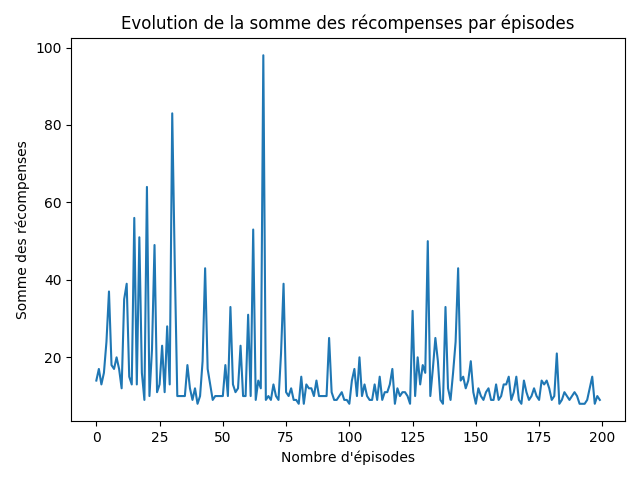 Evolution de la somme des récompenses par épisodes
100
80
60
40
20
Somme des récompenses
0 25 50 75 100 125 150 175 200
Nombre d'épisodes